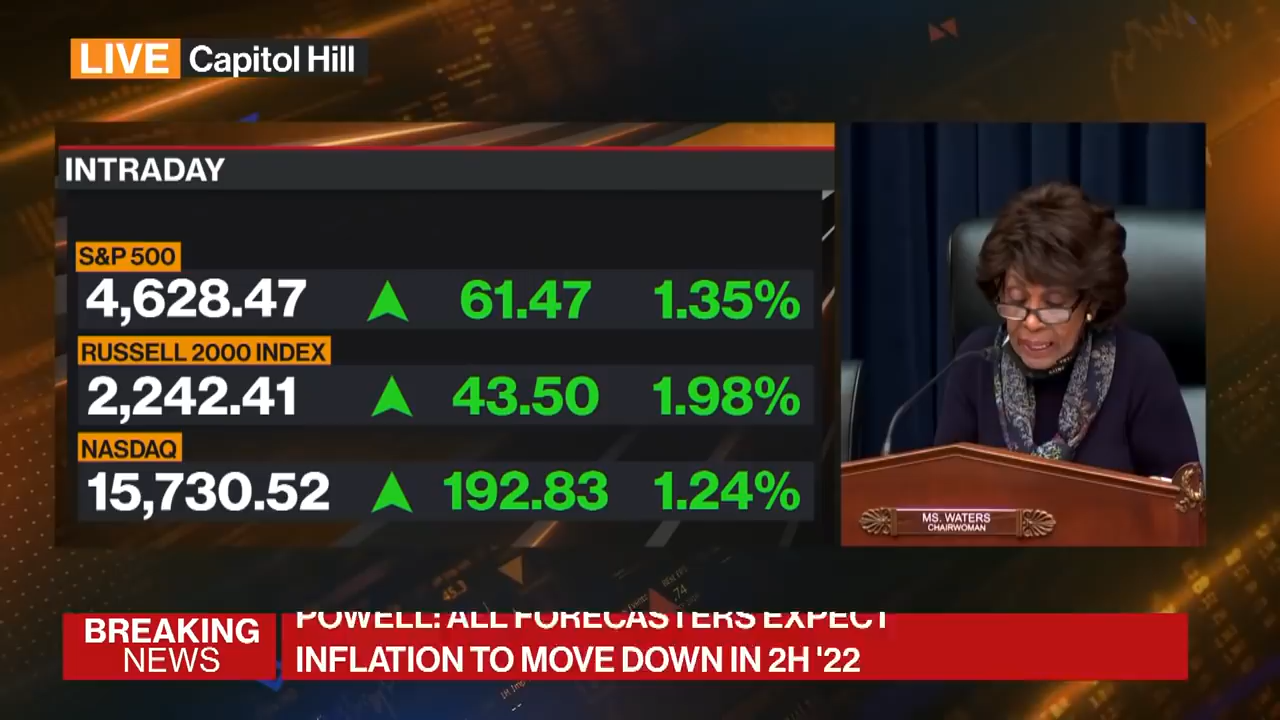 LIVE Capitol Hill
INTRADAY
S&P 500
4,628.47 61.47 1.35%
RUSSELL 2000 INDEX
2,242.41 43.50 1.98%
NASDAQ
15,730.52 192.83 1.24%
MS. WATERS
CHAIRWOMAN
BREAKING
NEWS
POWELL: ALL FORECASTERS EXPECT
INFLATION TO MOVE DOWN IN 2H '22